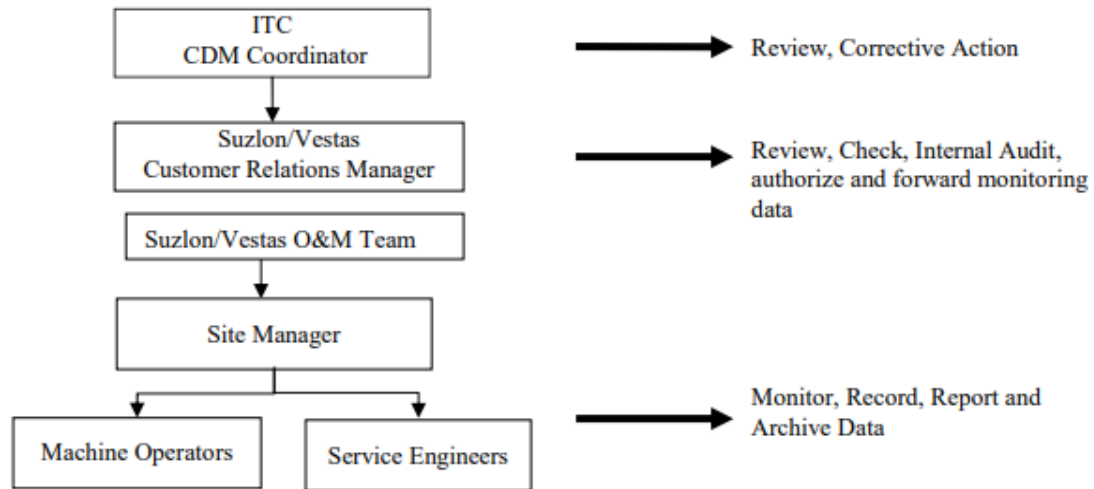 ITC
CDM Coordinator
Review, Corrective Action
Suzlon/Vestas
Customer Relations Manager
Review, Check, Internal Audit,
authorize and forward monitoring
data
Suzlon/Vestas O&M Team
Site Manager
Machine Operators
Service Engineers
Monitor, Record, Report and
Archive Data